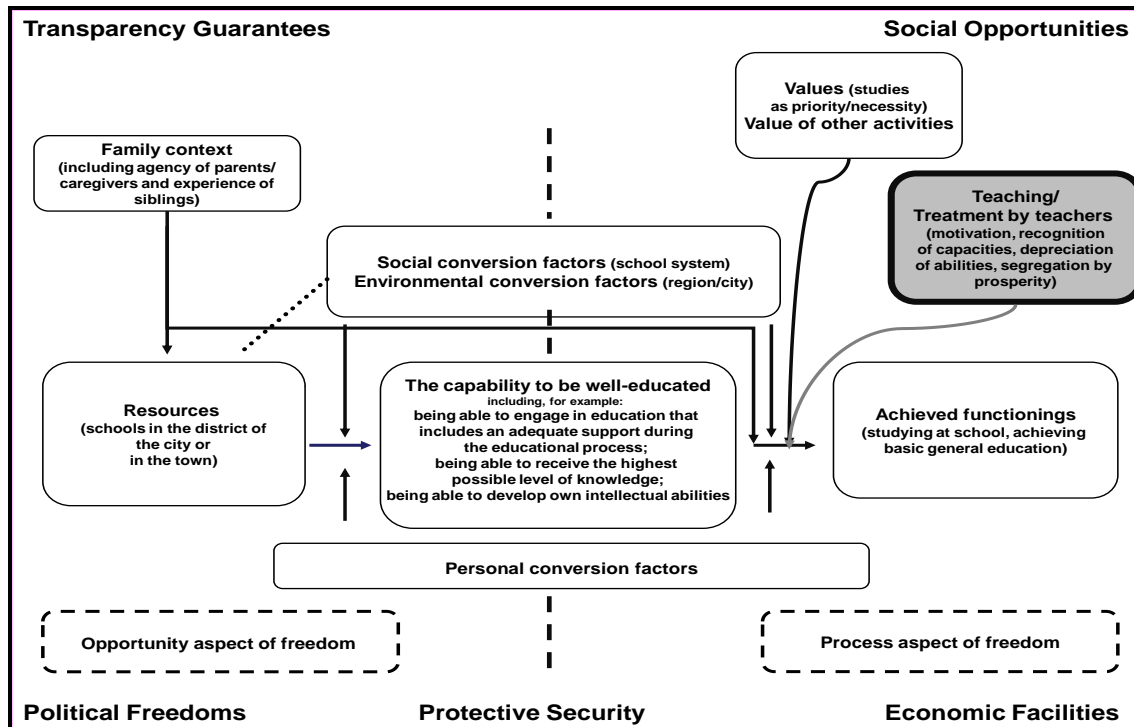 Transparency Guarantees
Social Opportunities
Values (studies
as priority/necessity)
Value of other activities
Family context
(including agency of parents/
caregivers and experience of
siblings)
Teaching/
Treatment by teachers
(motivation, recognition
of capacities, depreciation
of abilities, segregation by
prosperity)
Social conversion factors (school system)
Environmental conversion factors (region/city)
Resources
(schools in the district of
the city or
in the town)
The capability to be well-educated
including, for example:
being able to engage in education that
includes an adequate support during
the educational process;
being able to receive the highest
possible level of knowledge;
being able to develop own intellectual abilities
Achieved functionings
(studying at school, achieving
basic general education)
Personal conversion factors
Opportunity aspect of freedom
Process aspect of freedom
Political Freedoms
Protective Security
Economic Facilities